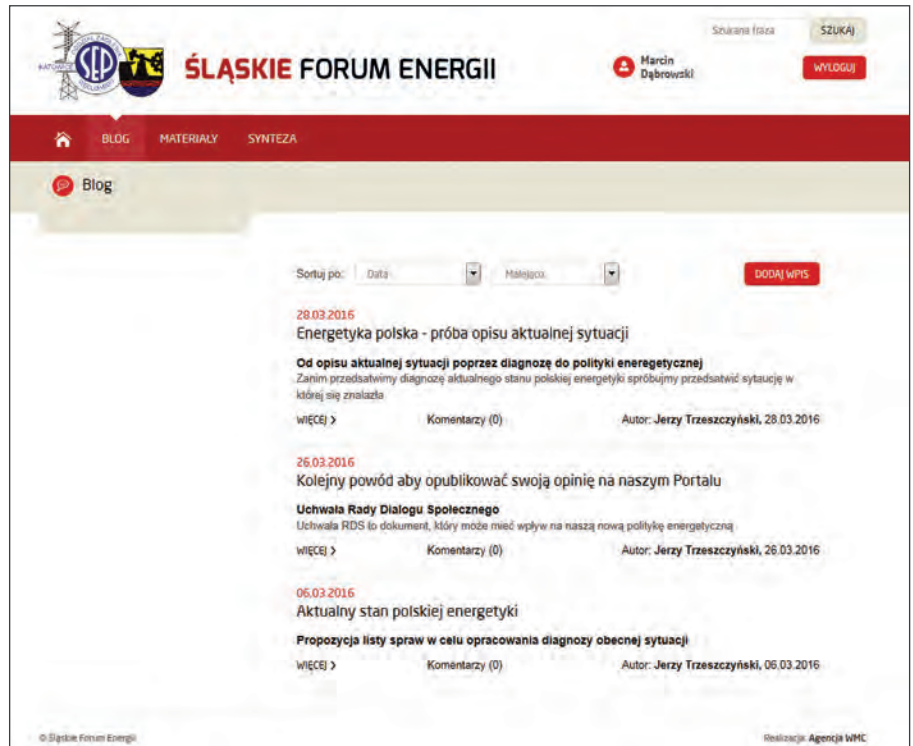 SEP
ŚLĄSKIE FORUM ENERGII
Szukana fraza
SZUKAJ
Marcin
Dąbrowski
WYLOGUJ
BLOG MATERIAŁY SYNTEZA
Blog
Sortuj po: Data Malejąco
DODAJ WPIS
28.03.2016
Energetyka polska - próba opisu aktualnej sytuacji
Od opisu aktualnej sytuacji poprzez diagnozę do polityki eneregetycznej
Zanim przedsatwimy diagnozę aktualnego stanu polskiej energetyki spróbujmy przedsatwić sytaucję w
której się znalazła
WIĘCEJ > Komentarzy (0) Autor: Jerzy Trzeszczyński, 28.03.2016
26.03.2016
Kolejny powód aby opublikować swoją opinię na naszym Portalu
Uchwała Rady Dialogu Społecznego
Uchwała RDS to dokument, który może mieć wpływ na naszą nową politykę energetyczną
WIĘCEJ > Komentarzy (0) Autor: Jerzy Trzeszczyński, 26.03.2016
06.03.2016
Aktualny stan polskiej energetyki
Propozycja listy spraw w celu opracowania diagnozy obecnej sytuacji
WIĘCEJ > Komentarzy (0) Autor: Jerzy Trzeszczyński, 06.03.2016
© Śląskie Forum Energii
Realizacja: Agencja WMC